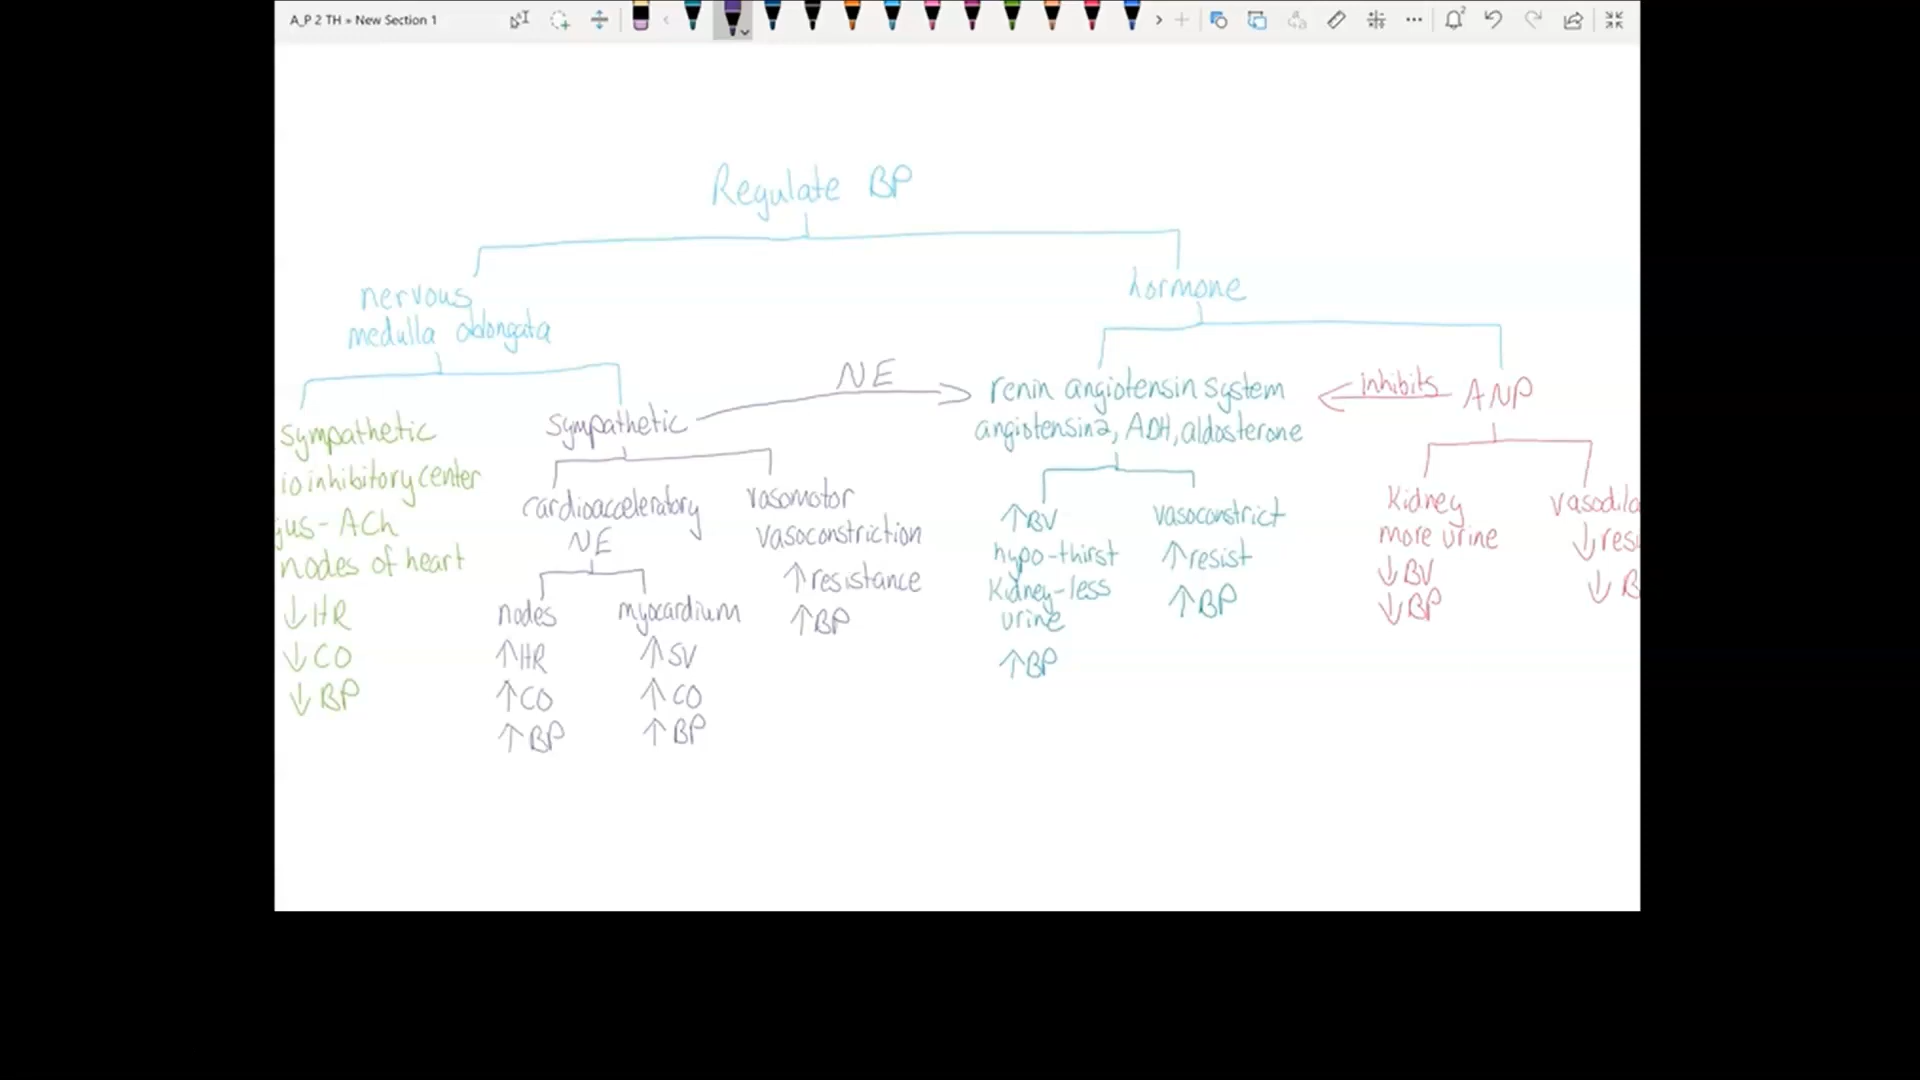 A_P 2 TH » New Section 1
Regulate BP
nervous
medulla oblongata
hormone
sympathetic
io inhibitory center
gus - ACh
nodes of heart
↓ HR
↓ CO
↓ BP
sympathetic
NE
cardioacceleratory
NE
nodes
↑HR
↑CO
↑BP
myocardium
↑ SV
↑ CO
↑ BP
vasomotor
vasoconstriction
↑resistance
↑BP
renin angiotensin system
angiotensin2, ADH, aldosterone
↑BV
hypo-thirst
Kidney-less
urine
↑BP
vasoconstrict
↑resist
↑BP
inhibits
ANP
Kidney
more urine
↓ BV
↓BP
vasodila
↓res
↓ B